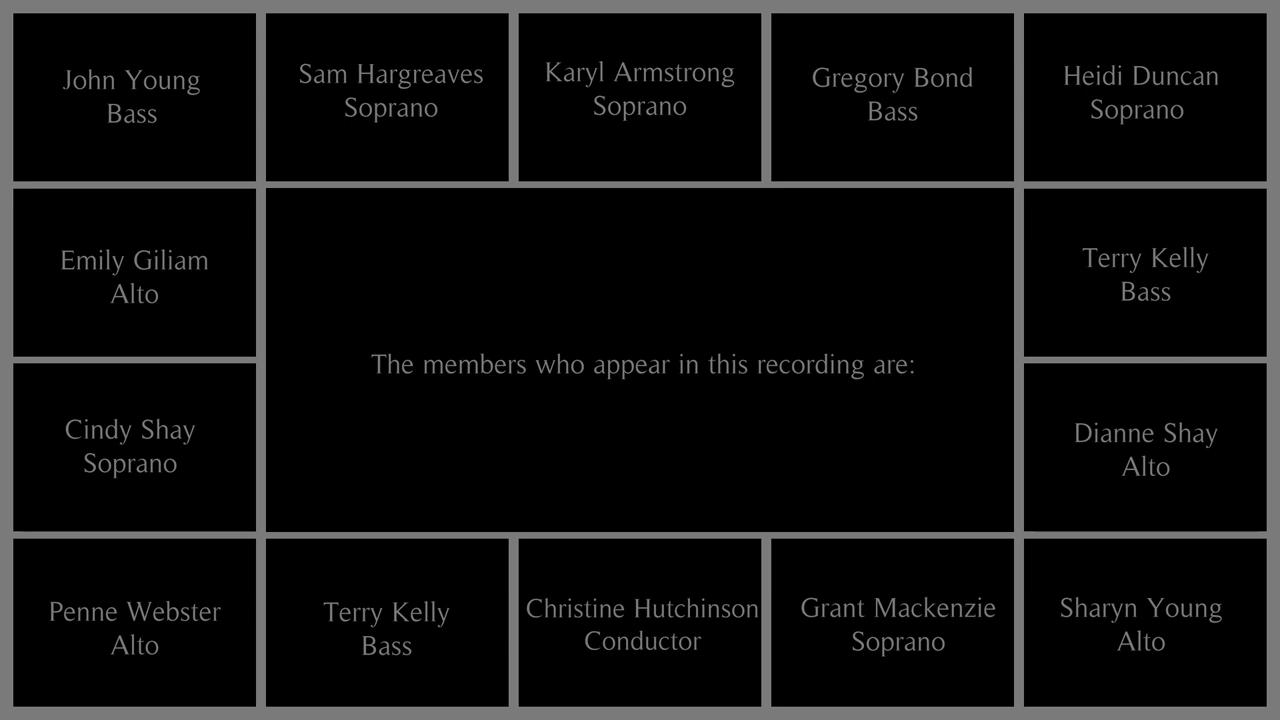 John Young
Bass
Sam Hargreaves
Soprano
Karyl Armstrong
Soprano
Gregory Bond
Bass
Heidi Duncan
Soprano
Emily Giliam
Alto
The members who appear in this recording are:
Terry Kelly
Bass
Cindy Shay
Soprano
Dianne Shay
Alto
Penne Webster
Alto
Terry Kelly
Bass
Christine Hutchinson
Conductor
Grant Mackenzie
Soprano
Sharyn Young
Alto